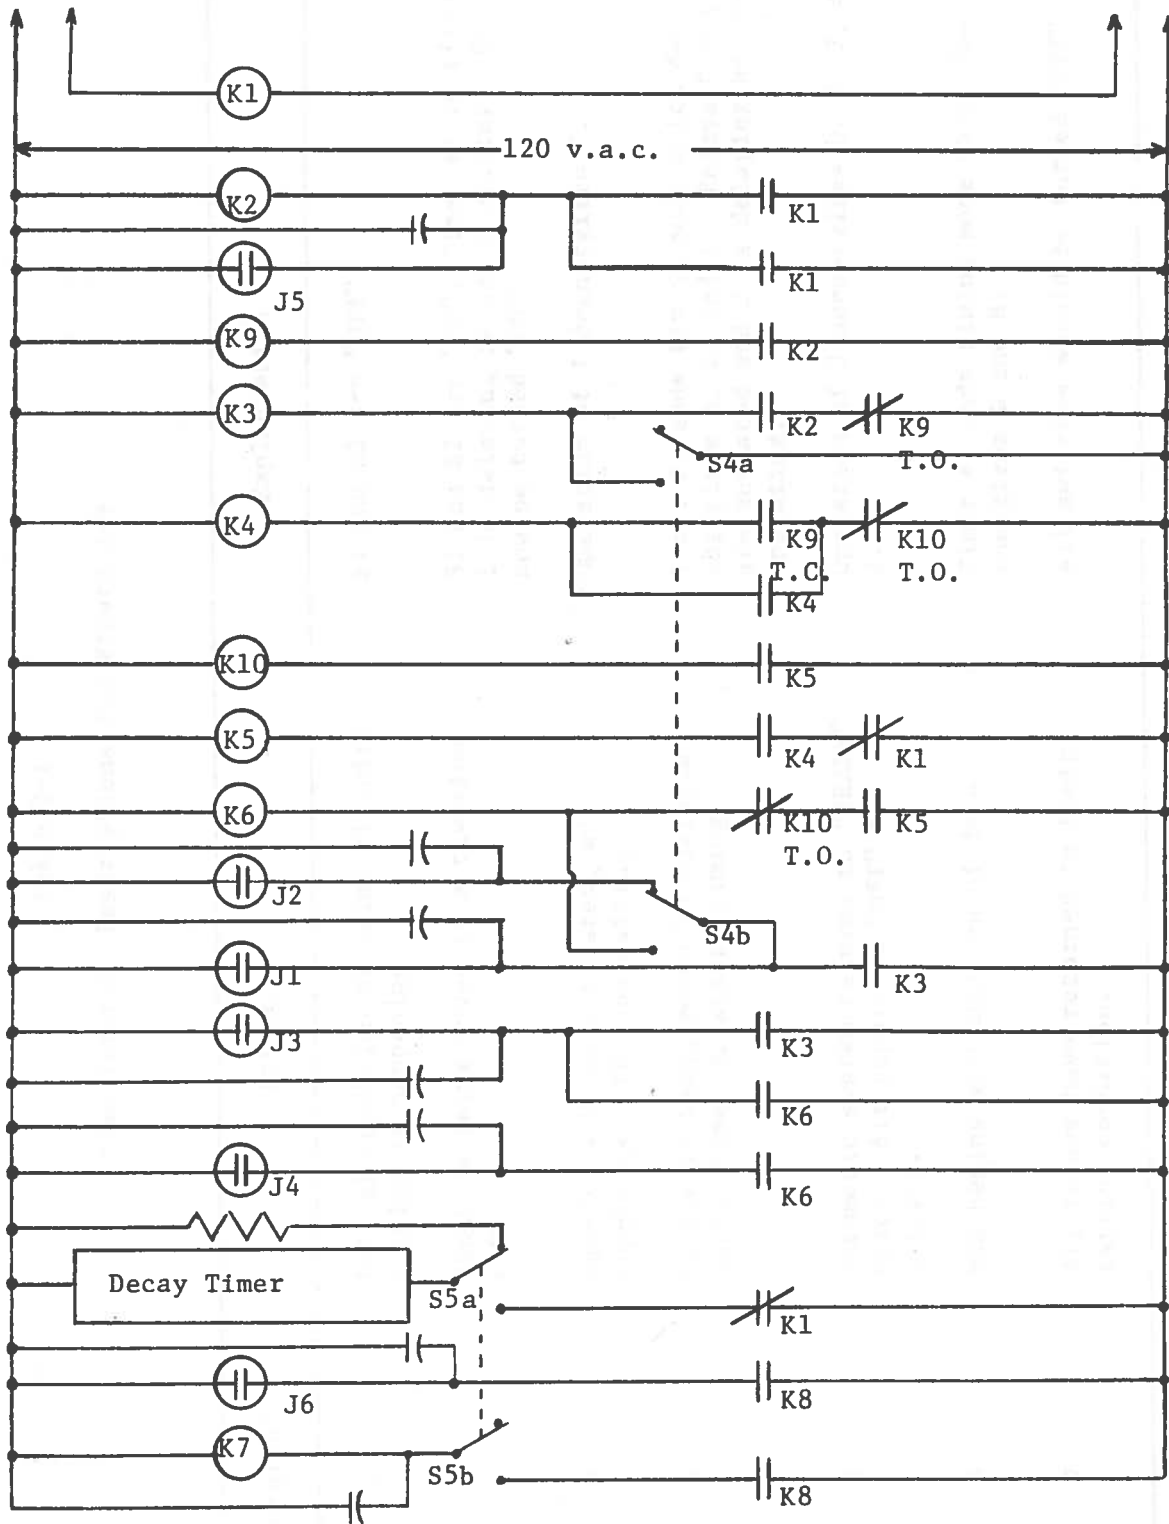 K1
120 v.a.c.
K2
K1
J5
K1
K9
K2
K3
K2
K9
T.O.
S4a
K4
K9
T.C.
K10
T.O.
K4
K10
K5
K5
K4
K1
K6
K10
T.O.
K5
J2
S4b
J1
K3
J3
K3
K6
J4
K6
Decay Timer
S5a
K1
J6
K8
K7
S5b
K8